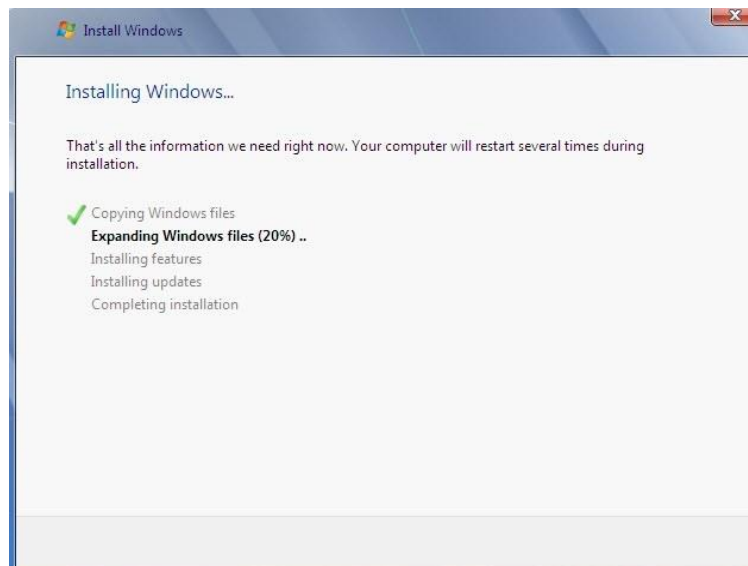 Install Windows
Installing Windows...
That's all the information we need right now. Your computer will restart several times during
installation.
Copying Windows files
Expanding Windows files (20%) ..
Installing features
Installing updates
Completing installation